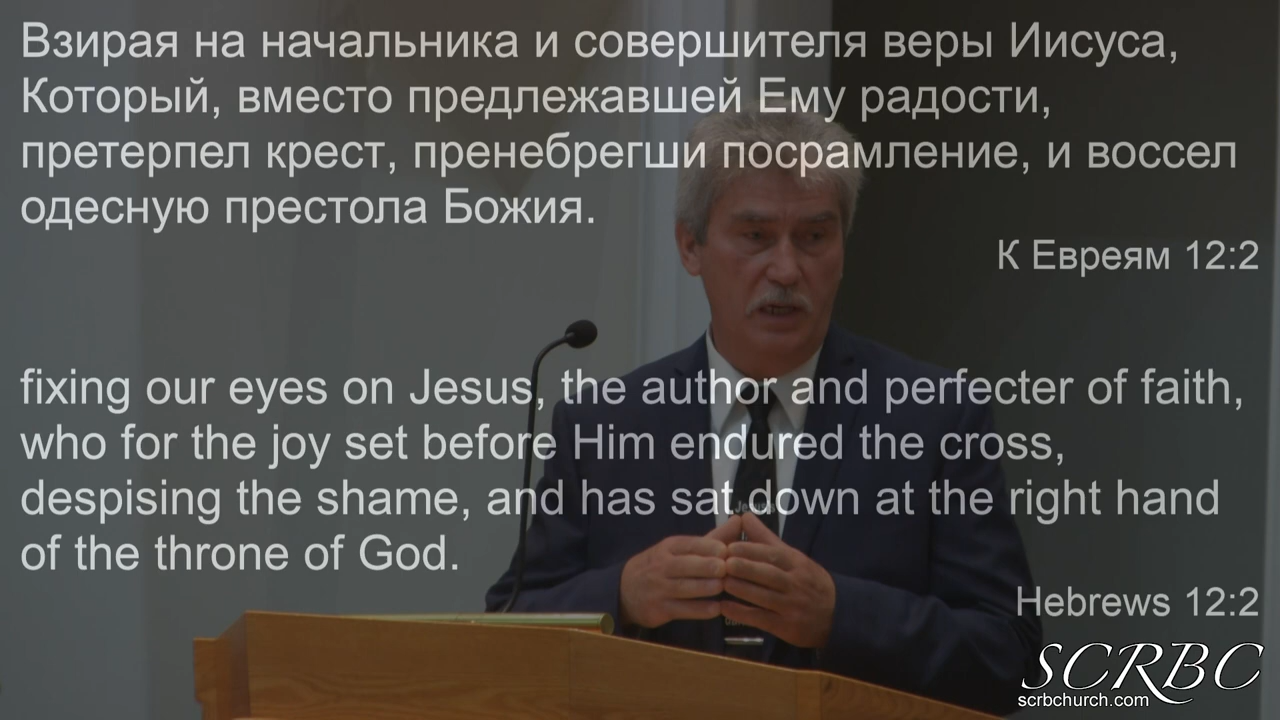 Взирая на начальника и совершителя веры Иисуса,
Который, вместо предлежавшей Ему радости,
претерпел крест, пренебрегши посрамление, и воссел
одесную престола Божия.
К Евреям 12:2
fixing our eyes on Jesus, the author and perfecter of faith,
who for the joy set before Him endured the cross,
despising the shame, and has sat down at the right hand
of the throne of God.
Hebrews 12:2
SCRBC
scrbchurch.com